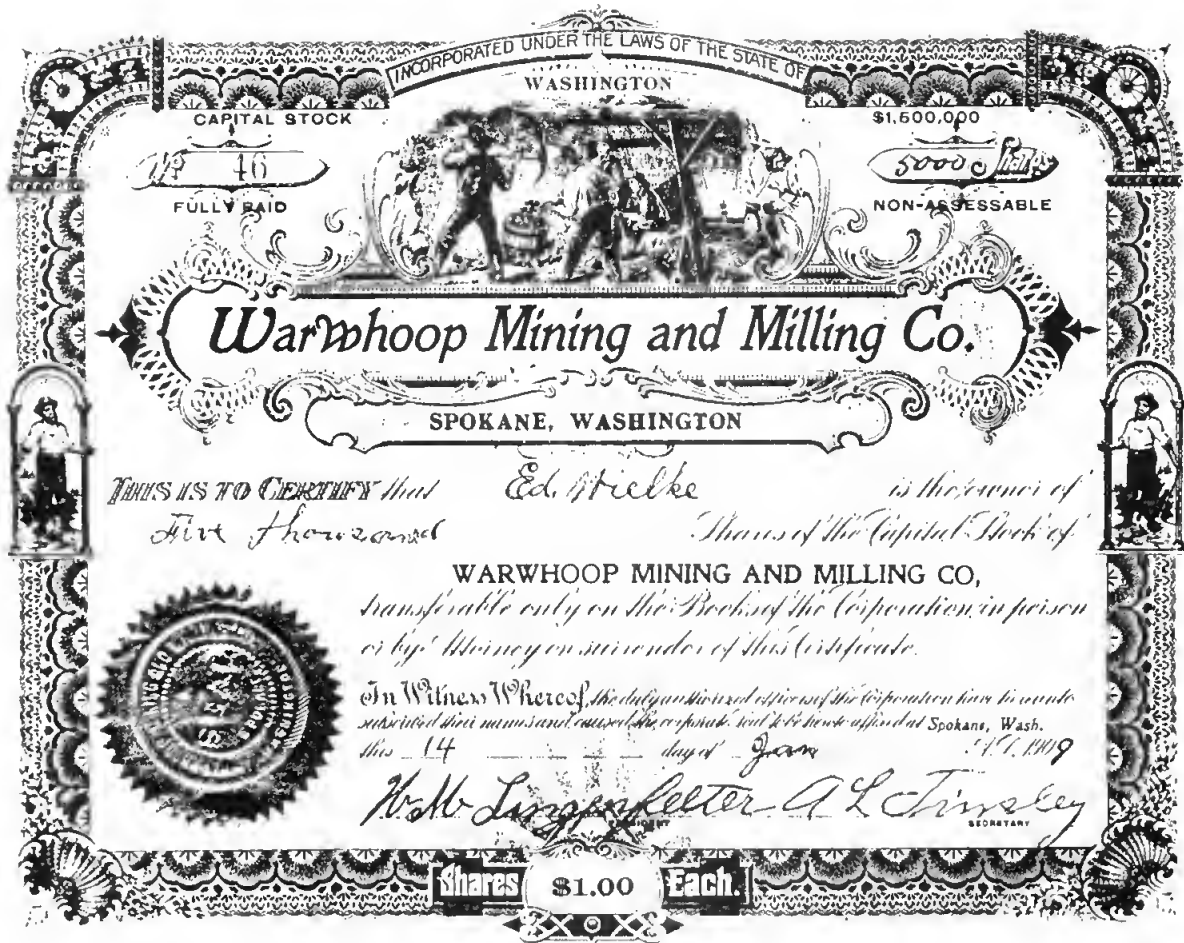 INCORPORATED UNDER THE LAWS OF THE STATE OF
WASHINGTON
CAPITAL STOCK $1,500,000
No 46 5000 Shares
FULLY PAID NON-ASSESSABLE
Warwhoop Mining and Milling Co.
SPOKANE, WASHINGTON
THIS IS TO CERTIFY that Ed. Mielke is the owner of
Five thousand Shares of the Capital Stock of
WARWHOOP MINING AND MILLING CO,
transferable only on the Books of the Corporation in person
or by Attorney on surrender of this Certificate.
In Witness Whereof, the duly authorized officers of the Corporation have hereunto
subscribed their names and caused the corporate Seal to be hereto affixed at Spokane, Wash.
this 14 day of Jan A.D. 1909
Lingenfelter A L Tinsley
PRESIDENT SECRETARY
SEAL
Shares $1.00 Each.